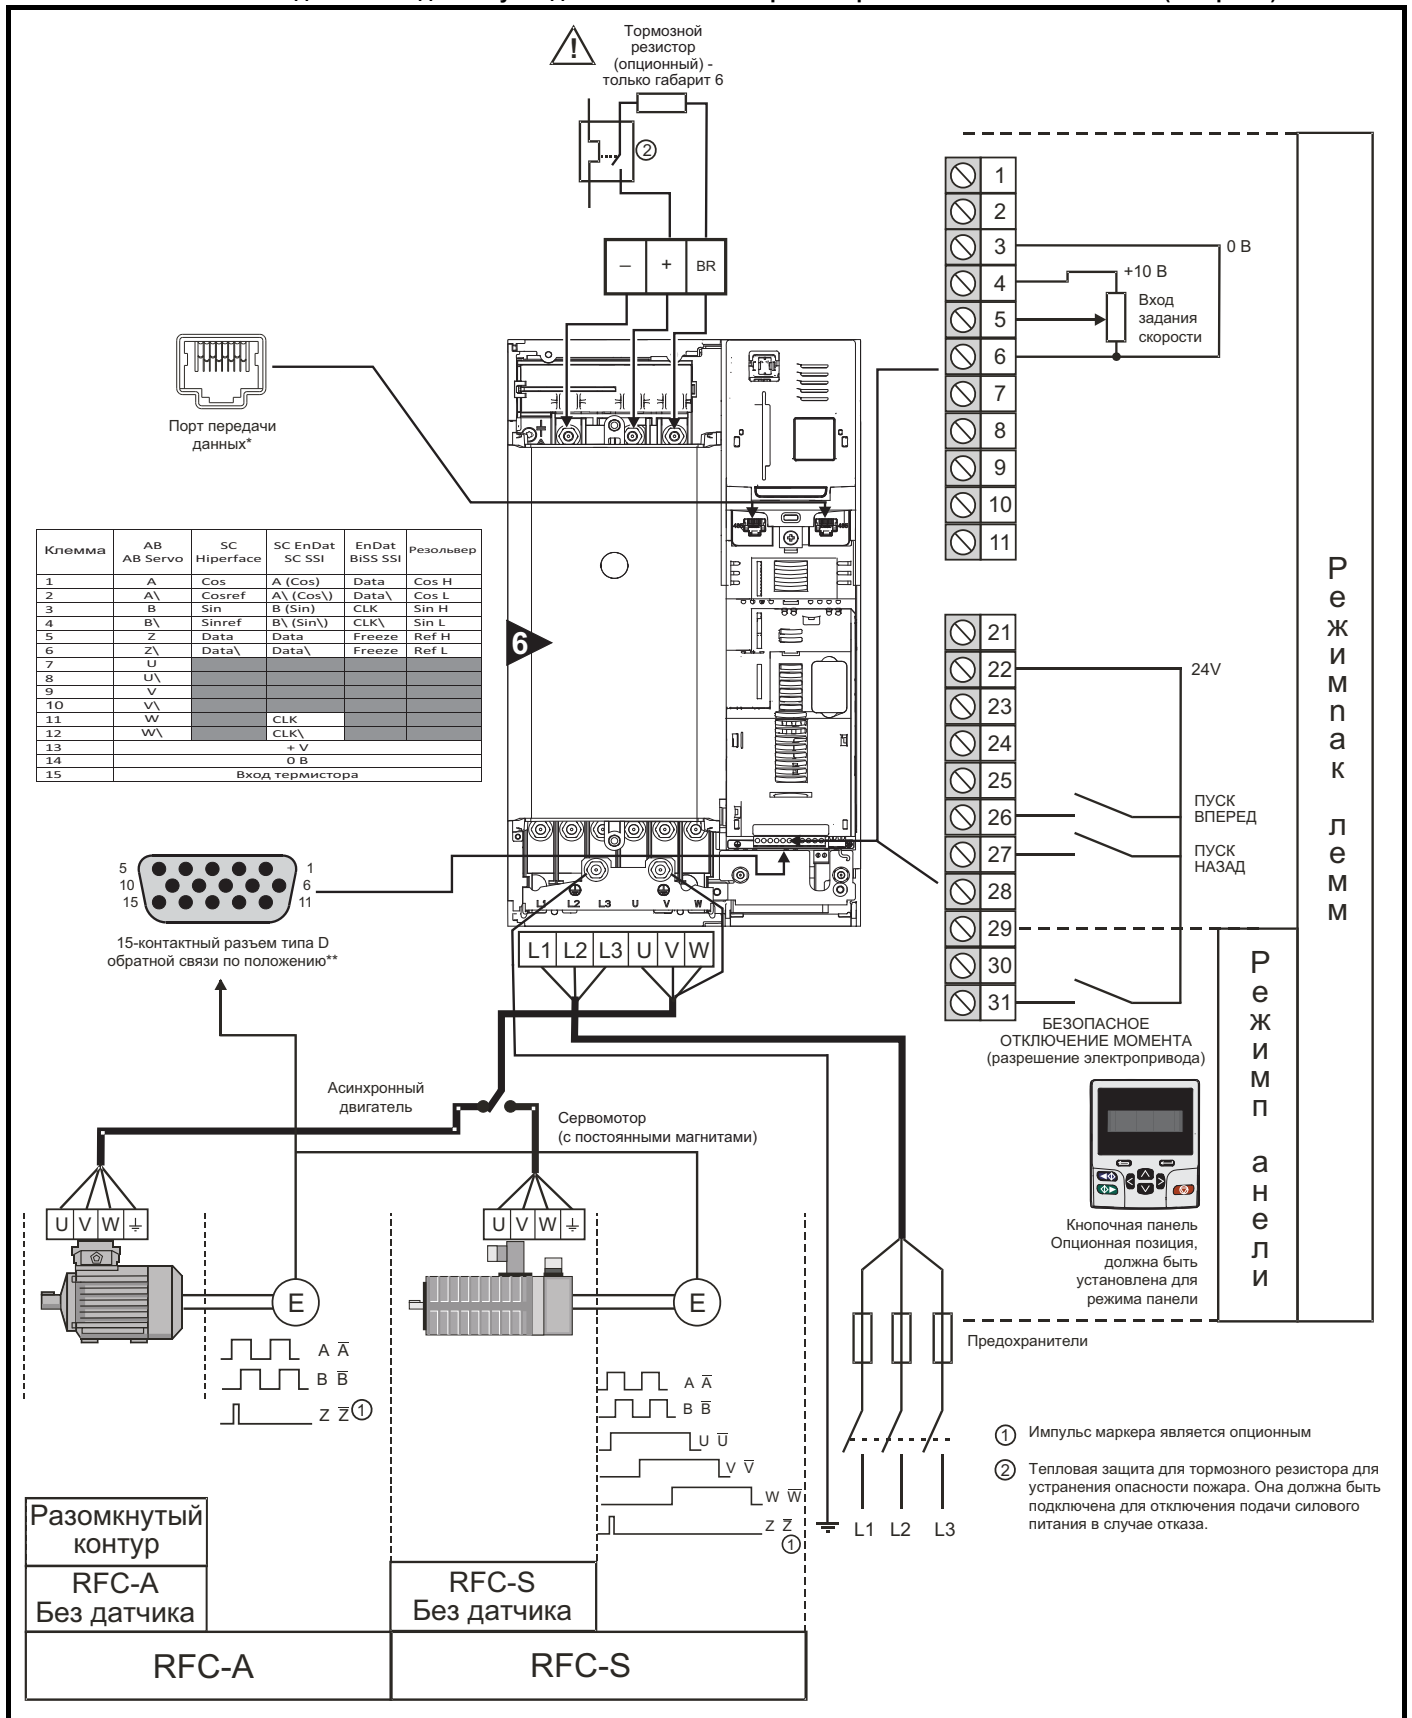 Тормозной
резистор
(опционный) -
только габарит 6
2
– + BR
Порт передачи
данных*
Клемма AB AB Servo SC Hiperface SC EnDat SC SSI EnDat BiSS SSI Резольвер
1 A Cos A (Cos) Data Cos H
2 A\ Cosref A\ (Cos\) Data\ Cos L
3 B Sin B (Sin) CLK Sin H
4 B\ Sinref B\ (Sin\) CLK\ Sin L
5 Z Data Data Freeze Ref H
6 Z\ Data\ Data\ Freeze Ref L
7 U
8 U\
9 V
10 V\
11 W CLK
12 W\ CLK\
13 + V
14 0 В
15 Вход термистора
6
5 1
10 6
15 11
15-контактный разъем типа D
обратной связи по положению**
L1 L2 L3 U V W
L1 L2 L3 U V W
1
2
3
4
5
6
7
8
9
10
11
0 В
+10 В
Вход
задания
скорости
21
22
23
24
25
26
27
28
29
30
31
24V
ПУСК
ВПЕРЕД
ПУСК
НАЗАД
БЕЗОПАСНОЕ
ОТКЛЮЧЕНИЕ МОМЕНТА
(разрешение электропривода)
Режимпак лемм
Режимп анели
Кнопочная панель
Опционная позиция,
должна быть
установлена для
режима панели
Асинхронный
двигатель
Сервомотор
(с постоянными магнитами)
U V W
U V W
E
E
A A̅
B B̅
Z Z̅ 1
A A̅
B B̅
U U̅
V V̅
W W̅
Z Z̅
1
Предохранители
L1 L2 L3
1 Импульс маркера является опционным
2 Тепловая защита для тормозного резистора для
устранения опасности пожара. Она должна быть
подключена для отключения подачи силового
питания в случае отказа.
Разомкнутый
контур
RFC-A
Без датчика
RFC-S
Без датчика
RFC-A
RFC-S